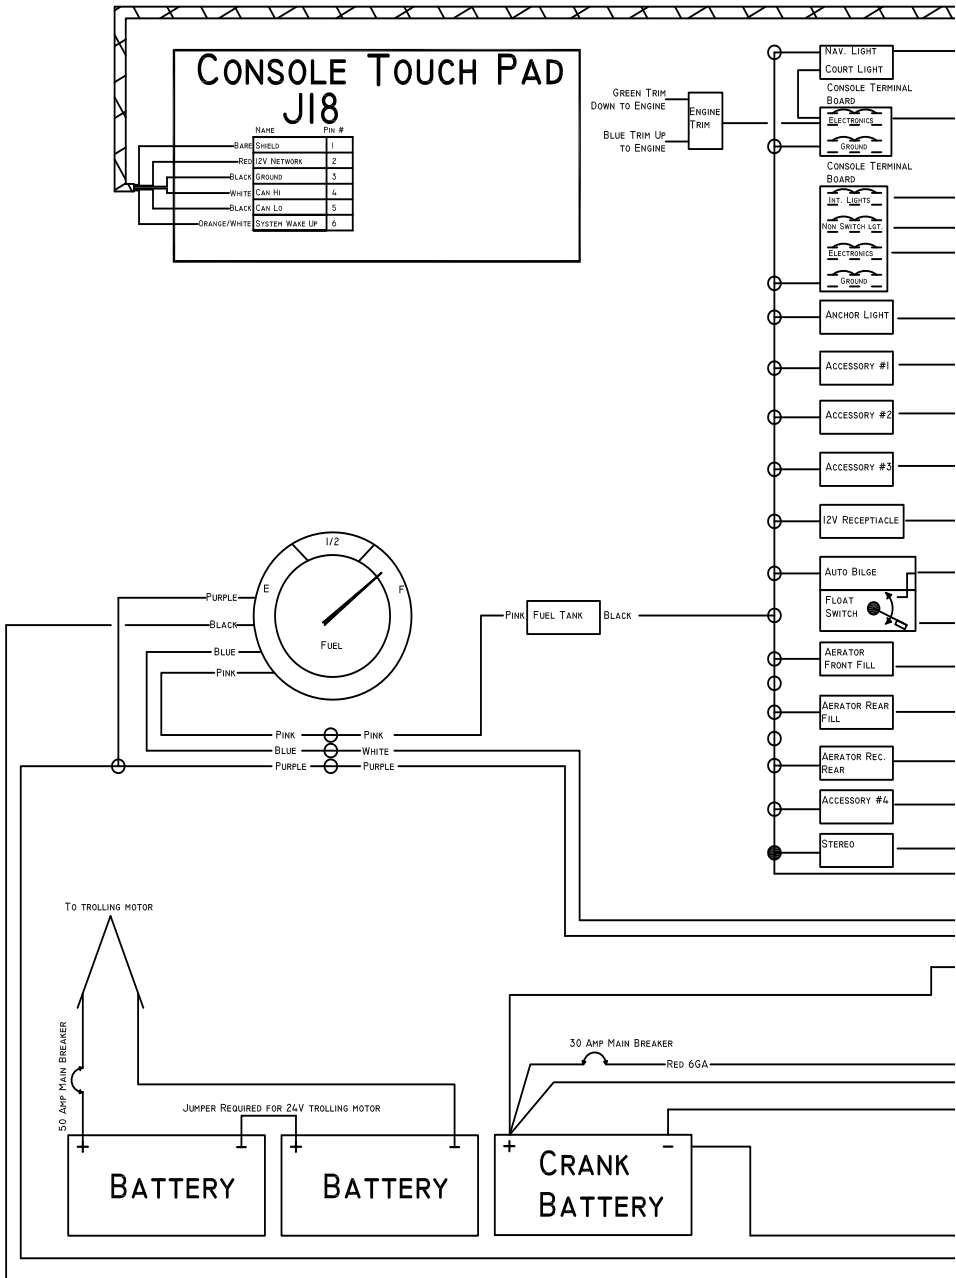 CONSOLE TOUCH PAD
J18
NAME PIN #
BARE SHIELD 1
RED 12V NETWORK 2
BLACK GROUND 3
WHITE CAN HI 4
BLACK CAN LO 5
ORANGE/WHITE SYSTEM WAKE UP 6
GREEN TRIM
DOWN TO ENGINE
BLUE TRIM UP
TO ENGINE
ENGINE
TRIM
NAV. LIGHT
COURT LIGHT
CONSOLE TERMINAL
BOARD
ELECTRONICS
GROUND
CONSOLE TERMINAL
BOARD
INT. LIGHTS
NON SWITCH LGT.
ELECTRONICS
GROUND
ANCHOR LIGHT
ACCESSORY #1
ACCESSORY #2
ACCESSORY #3
12V RECEPTIACLE
AUTO BILGE
FLOAT
SWITCH
AERATOR
FRONT FILL
AERATOR REAR
FILL
AERATOR REC.
REAR
ACCESSORY #4
STEREO
1/2
E F
FUEL
PURPLE
BLACK
BLUE
PINK
PINK FUEL TANK BLACK
PINK PINK
BLUE WHITE
PURPLE PURPLE
TO TROLLING MOTOR
50 AMP MAIN BREAKER
JUMPER REQUIRED FOR 24V TROLLING MOTOR
30 AMP MAIN BREAKER
RED 6GA
+ –
BATTERY
+ –
BATTERY
+ –
CRANK
BATTERY